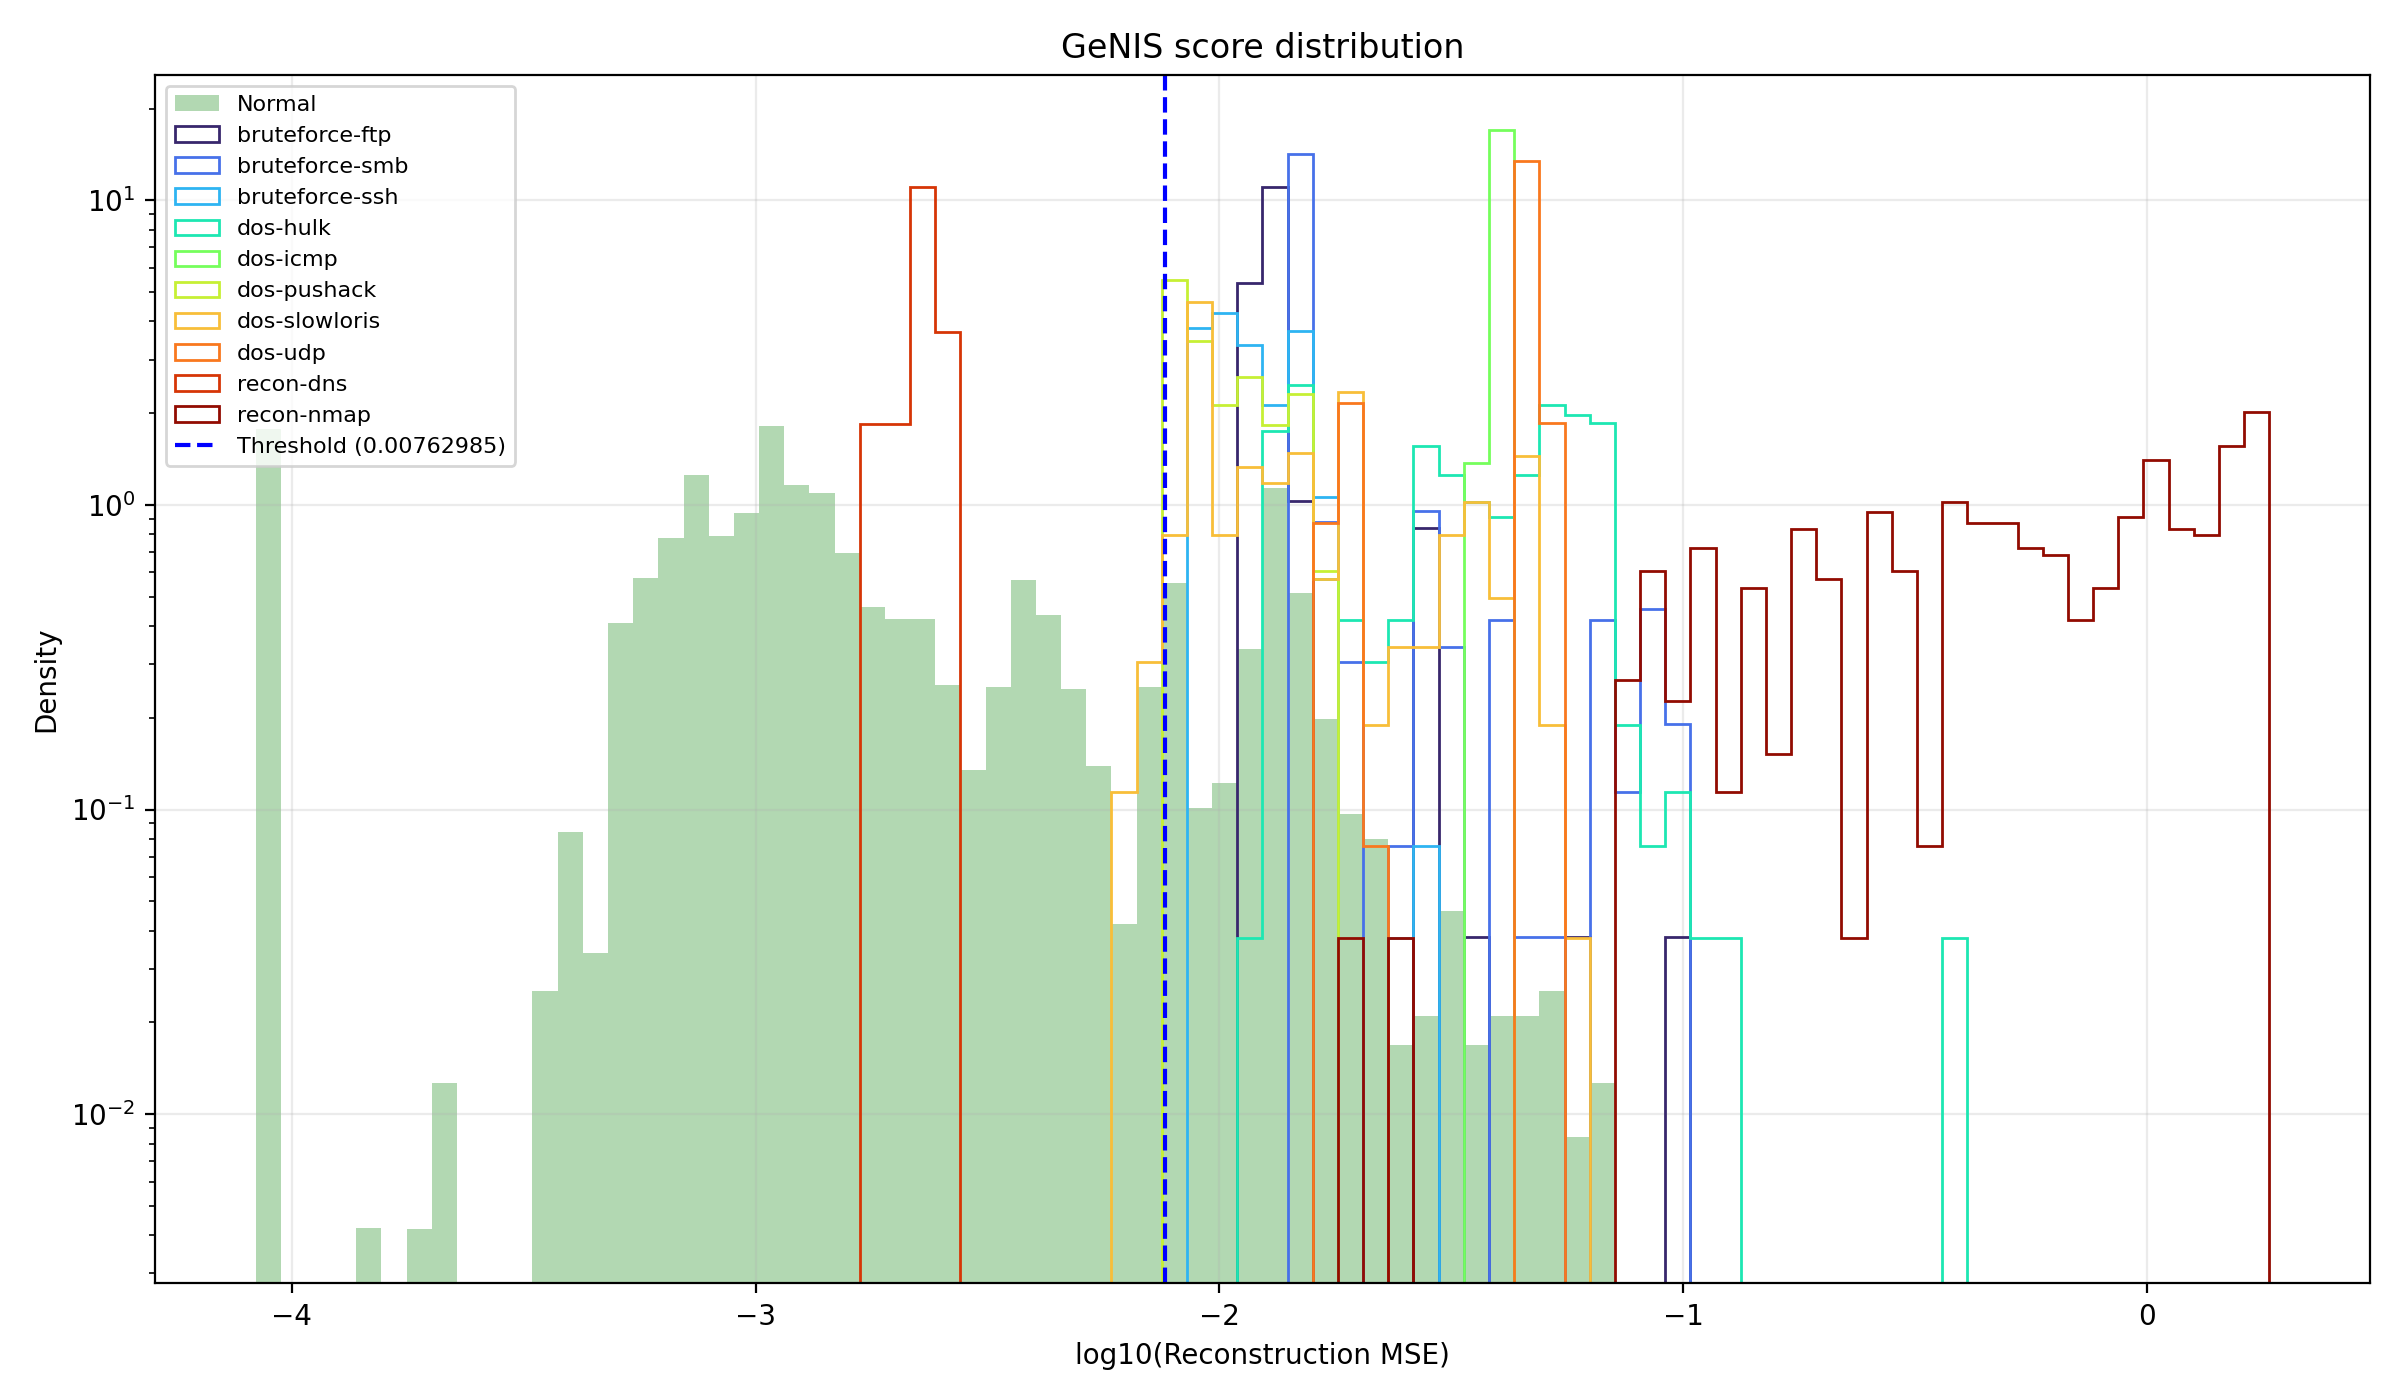 GeNIS score distribution
Normal
bruteforce-ftp
bruteforce-smb
bruteforce-ssh
dos-hulk
dos-icmp
dos-pushack
dos-slowloris
dos-udp
recon-dns
recon-nmap
Threshold (0.00762985)
10¹
10⁰
10⁻¹
10⁻²
Density
−4
−3
−2
−1
0
log10(Reconstruction MSE)